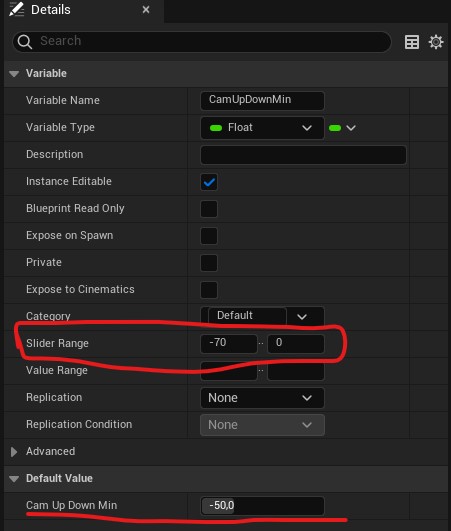 Details
Search
Variable
Variable Name CamUpDownMin
Variable Type Float
Description
Instance Editable
Blueprint Read Only
Expose on Spawn
Private
Expose to Cinematics
Category Default
Slider Range -70 .. 0
Value Range ..
Replication None
Replication Condition None
Advanced
Default Value
Cam Up Down Min -50,0